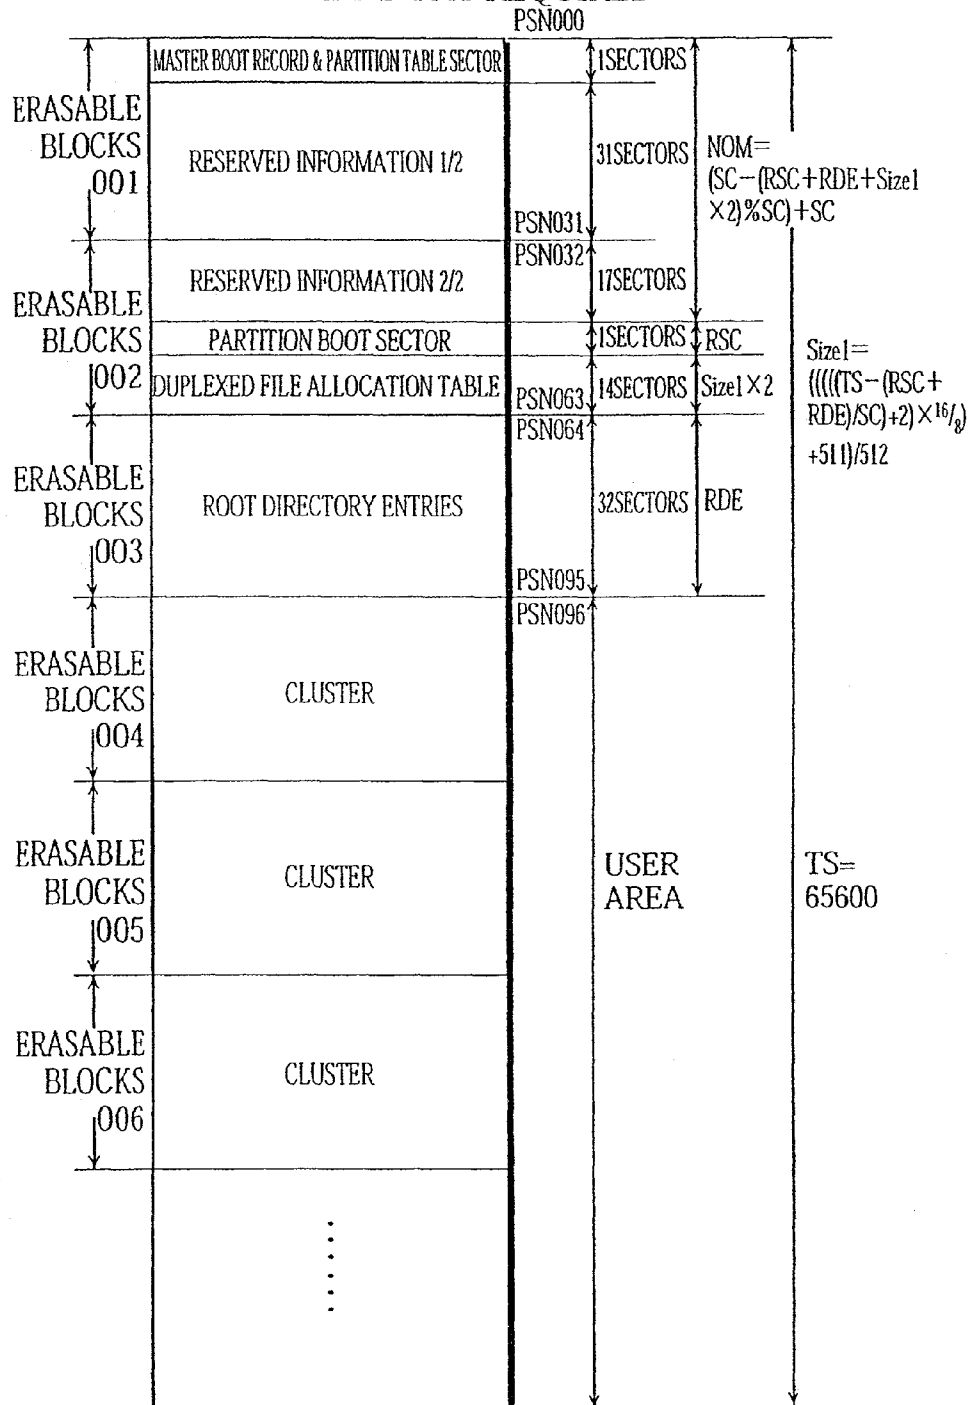 PSN000
MASTER BOOT RECORD & PARTITION TABLE SECTOR
1SECTORS
ERASABLE
BLOCKS
001
RESERVED INFORMATION 1/2
31SECTORS
NOM=
(SC-(RSC+RDE+Size1
×2)%SC)+SC
PSN031
PSN032
RESERVED INFORMATION 2/2
17SECTORS
ERASABLE
BLOCKS
002
PARTITION BOOT SECTOR
1SECTORS
RSC
DUPLEXED FILE ALLOCATION TABLE
PSN063
14SECTORS
Size1×2
Size1=
(((((TS-(RSC+
RDE)/SC)+2)×16/8)
+511)/512
PSN064
ERASABLE
BLOCKS
003
ROOT DIRECTORY ENTRIES
32SECTORS
RDE
PSN095
PSN096
ERASABLE
BLOCKS
004
CLUSTER
ERASABLE
BLOCKS
005
CLUSTER
USER
AREA
TS=
65600
ERASABLE
BLOCKS
006
CLUSTER